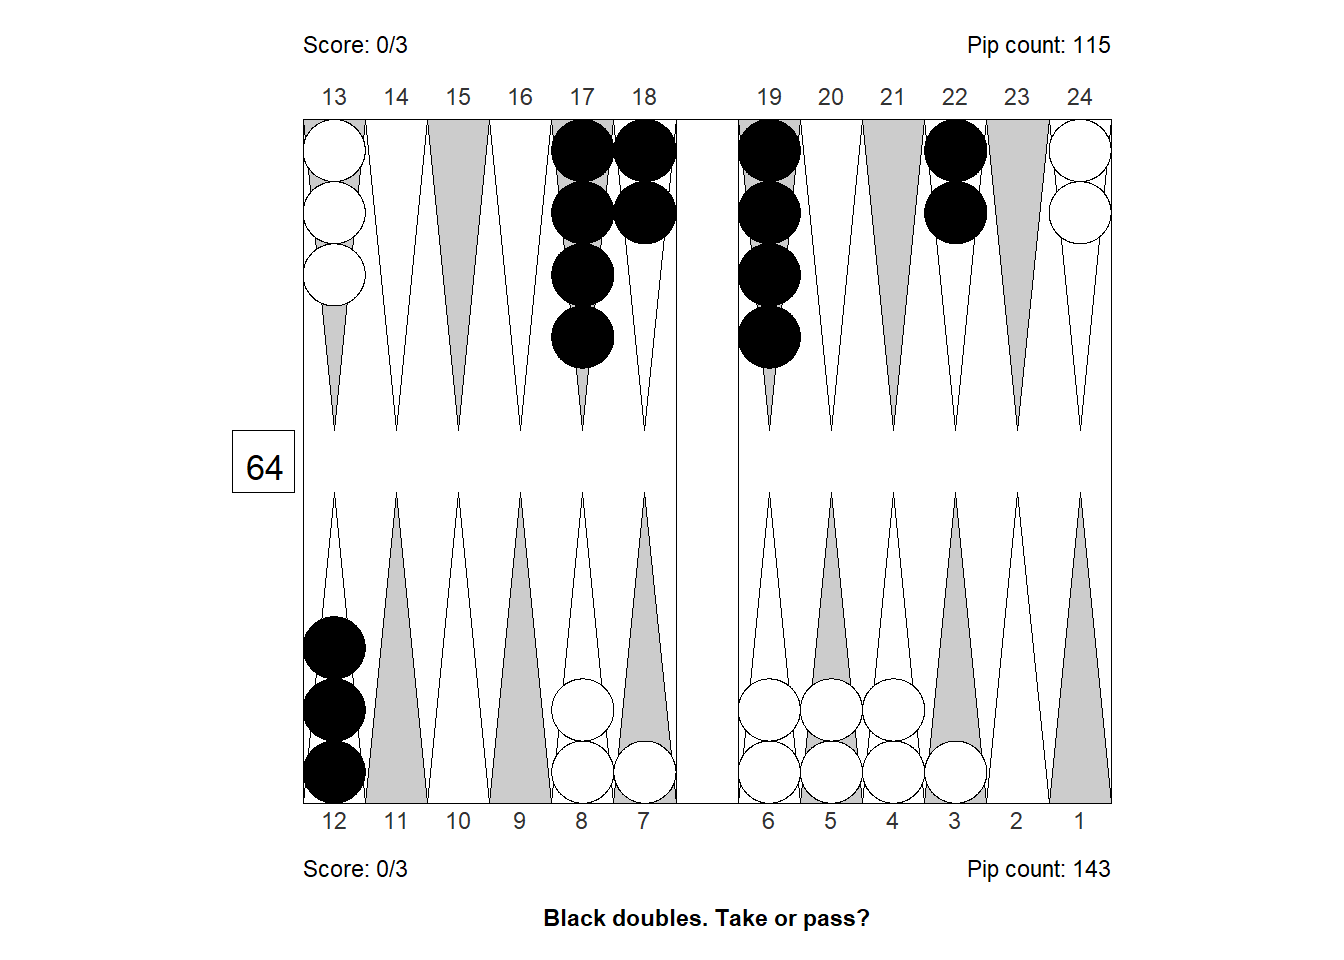 Score: 0/3 Pip count: 115
13 14 15 16 17 18 19 20 21 22 23 24
64
12 11 10 9 8 7 6 5 4 3 2 1
Score: 0/3 Pip count: 143
Black doubles. Take or pass?